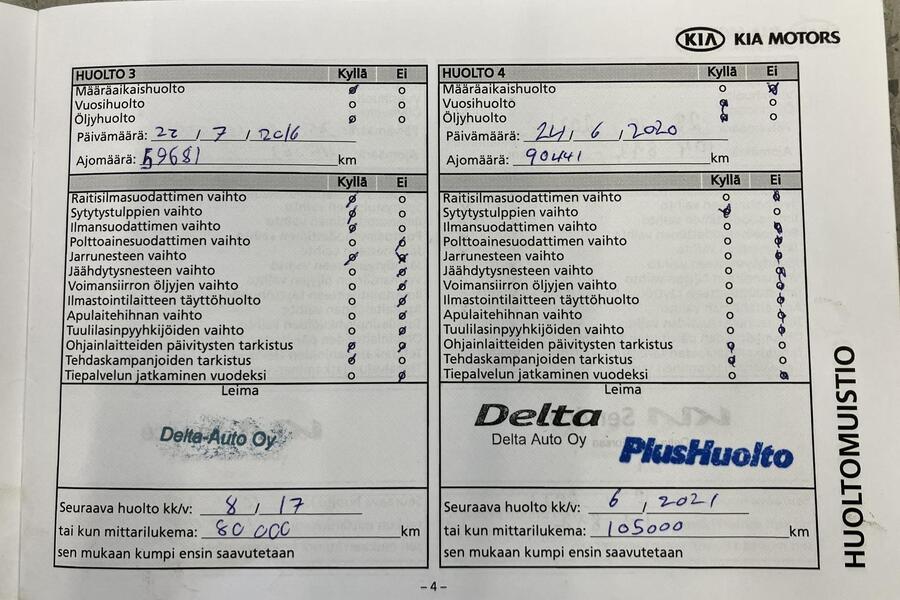 KIA KIA MOTORS
HUOLTO 3 Kyllä Ei
Määräaikaishuolto
Vuosihuolto
Öljyhuolto
Päivämäärä: 22 / 7 / 2016
Ajomäärä: 59681 km
Kyllä Ei
Raitisilmasuodattimen vaihto
Sytytystulppien vaihto
Ilmansuodattimen vaihto
Polttoainesuodattimen vaihto
Jarrunesteen vaihto
Jäähdytysnesteen vaihto
Voimansiirron öljyjen vaihto
Ilmastointilaitteen täyttöhuolto
Apulaitehihnan vaihto
Tuulilasinpyyhkijöiden vaihto
Ohjainlaitteiden päivitysten tarkistus
Tehdaskampanjoiden tarkistus
Tiepalvelun jatkaminen vuodeksi
Leima
Delta-Auto Oy
Seuraava huolto kk/v: 8 / 17
tai kun mittarilukema: 80 000 km
sen mukaan kumpi ensin saavutetaan
HUOLTO 4 Kyllä Ei
Määräaikaishuolto
Vuosihuolto
Öljyhuolto
Päivämäärä: 24 / 6 / 2020
Ajomäärä: 90441 km
Kyllä Ei
Raitisilmasuodattimen vaihto
Sytytystulppien vaihto
Ilmansuodattimen vaihto
Polttoainesuodattimen vaihto
Jarrunesteen vaihto
Jäähdytysnesteen vaihto
Voimansiirron öljyjen vaihto
Ilmastointilaitteen täyttöhuolto
Apulaitehihnan vaihto
Tuulilasinpyyhkijöiden vaihto
Ohjainlaitteiden päivitysten tarkistus
Tehdaskampanjoiden tarkistus
Tiepalvelun jatkaminen vuodeksi
Leima
Delta
Delta Auto Oy
PlusHuolto
Seuraava huolto kk/v: 6 / 2021
tai kun mittarilukema: 105000 km
sen mukaan kumpi ensin saavutetaan
HUOLTOMUISTIO
- 4 -